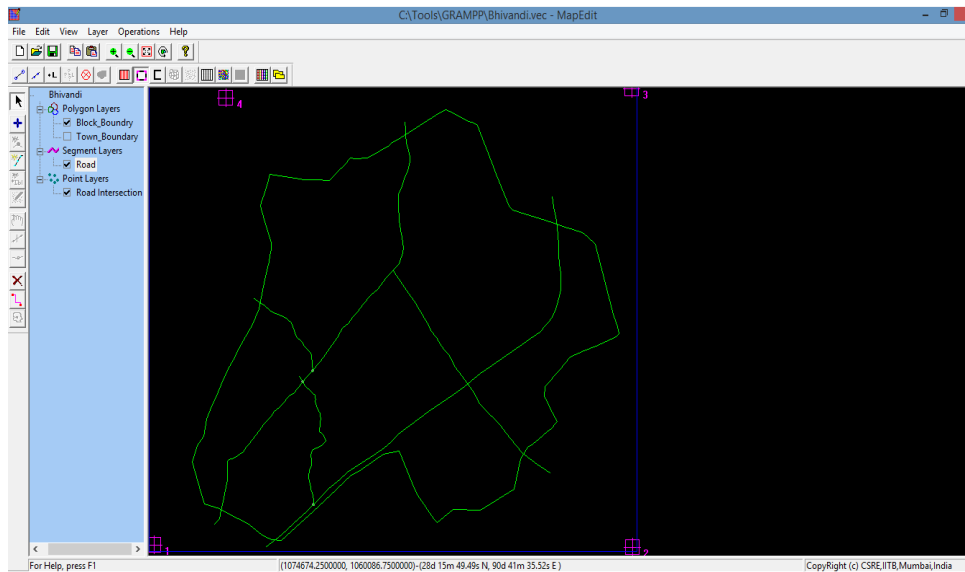 C:\Tools\GRAMPP\Bhivandi.vec - MapEdit
File Edit View Layer Operations Help
Bhivandi
Polygon Layers
Block_Boundry
Town_Boundary
Segment Layers
Road
Point Layers
Road Intersection
4
3
1
2
For Help, press F1
(1074674.2500000, 1060086.7500000)-(28d 15m 49.49s N, 90d 41m 35.52s E )
CopyRight (c) CSRE,IITB,Mumbai,India